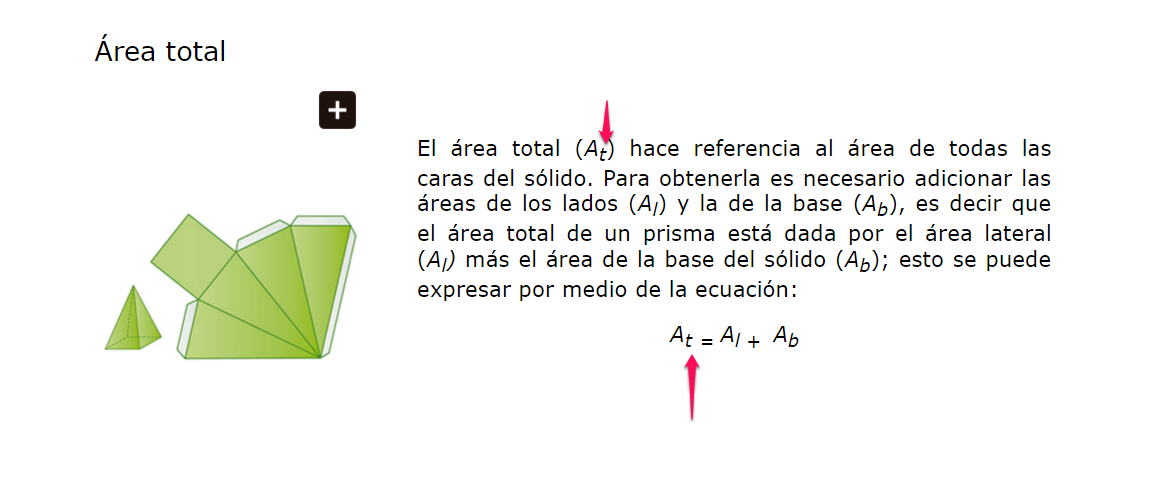 Área total
+
El área total (At) hace referencia al área de todas las
caras del sólido. Para obtenerla es necesario adicionar las
áreas de los lados (Al) y la de la base (Ab), es decir que
el área total de un prisma está dada por el área lateral
(Al) más el área de la base del sólido (Ab); esto se puede
expresar por medio de la ecuación:
At = Al + Ab